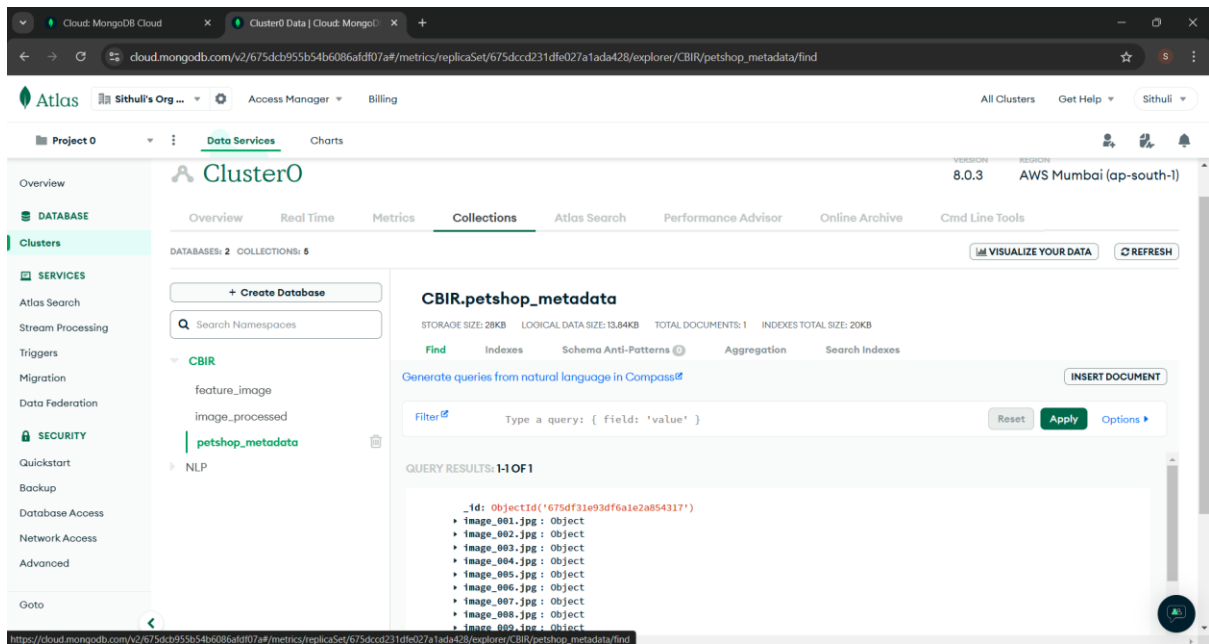 Cloud: MongoDB Cloud
Cluster0 Data | Cloud: MongoD
cloud.mongodb.com/v2/675dcb955b54b6086afdf07a#/metrics/replicaSet/675dccd231dfe027a1ada428/explorer/CBIR/petshop_metadata/find
S
Atlas Sithuli's Org ... Access Manager Billing All Clusters Get Help Sithuli
Project 0 Data Services Charts
Overview
DATABASE
Clusters
SERVICES
Atlas Search
Stream Processing
Triggers
Migration
Data Federation
SECURITY
Quickstart
Backup
Database Access
Network Access
Advanced
Goto
Cluster0
VERSION REGION
8.0.3 AWS Mumbai (ap-south-1)
Overview Real Time Metrics Collections Atlas Search Performance Advisor Online Archive Cmd Line Tools
DATABASES: 2 COLLECTIONS: 5
VISUALIZE YOUR DATA REFRESH
+ Create Database
Search Namespaces
CBIR
feature_image
image_processed
petshop_metadata
NLP
CBIR.petshop_metadata
STORAGE SIZE: 28KB LOGICAL DATA SIZE: 13.84KB TOTAL DOCUMENTS: 1 INDEXES TOTAL SIZE: 20KB
Find Indexes Schema Anti-Patterns 0 Aggregation Search Indexes
Generate queries from natural language in Compass INSERT DOCUMENT
Filter Type a query: { field: 'value' } Reset Apply Options
QUERY RESULTS: 1-1 OF 1
_id: ObjectId('675df31e93df6a1e2a854317')
image_001.jpg: Object
image_002.jpg: Object
image_003.jpg: Object
image_004.jpg: Object
image_005.jpg: Object
image_006.jpg: Object
image_007.jpg: Object
image_008.jpg: Object
image_009.jpg: Object
https://cloud.mongodb.com/v2/675dcb955b54b6086afdf07a#/metrics/replicaSet/675dccd231dfe027a1ada428/explorer/CBIR/petshop_metadata/find